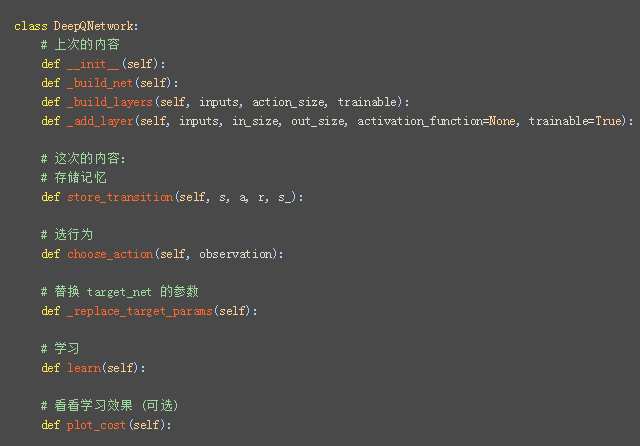 class DeepQNetwork:
# 上次的内容
def __init__(self):
def _build_net(self):
def _build_layers(self, inputs, action_size, trainable):
def _add_layer(self, inputs, in_size, out_size, activation_function=None, trainable=True):
# 这次的内容:
# 存储记忆
def store_transition(self, s, a, r, s_):
# 选行为
def choose_action(self, observation):
# 替换 target_net 的参数
def _replace_target_params(self):
# 学习
def learn(self):
# 看看学习效果 (可选)
def plot_cost(self):